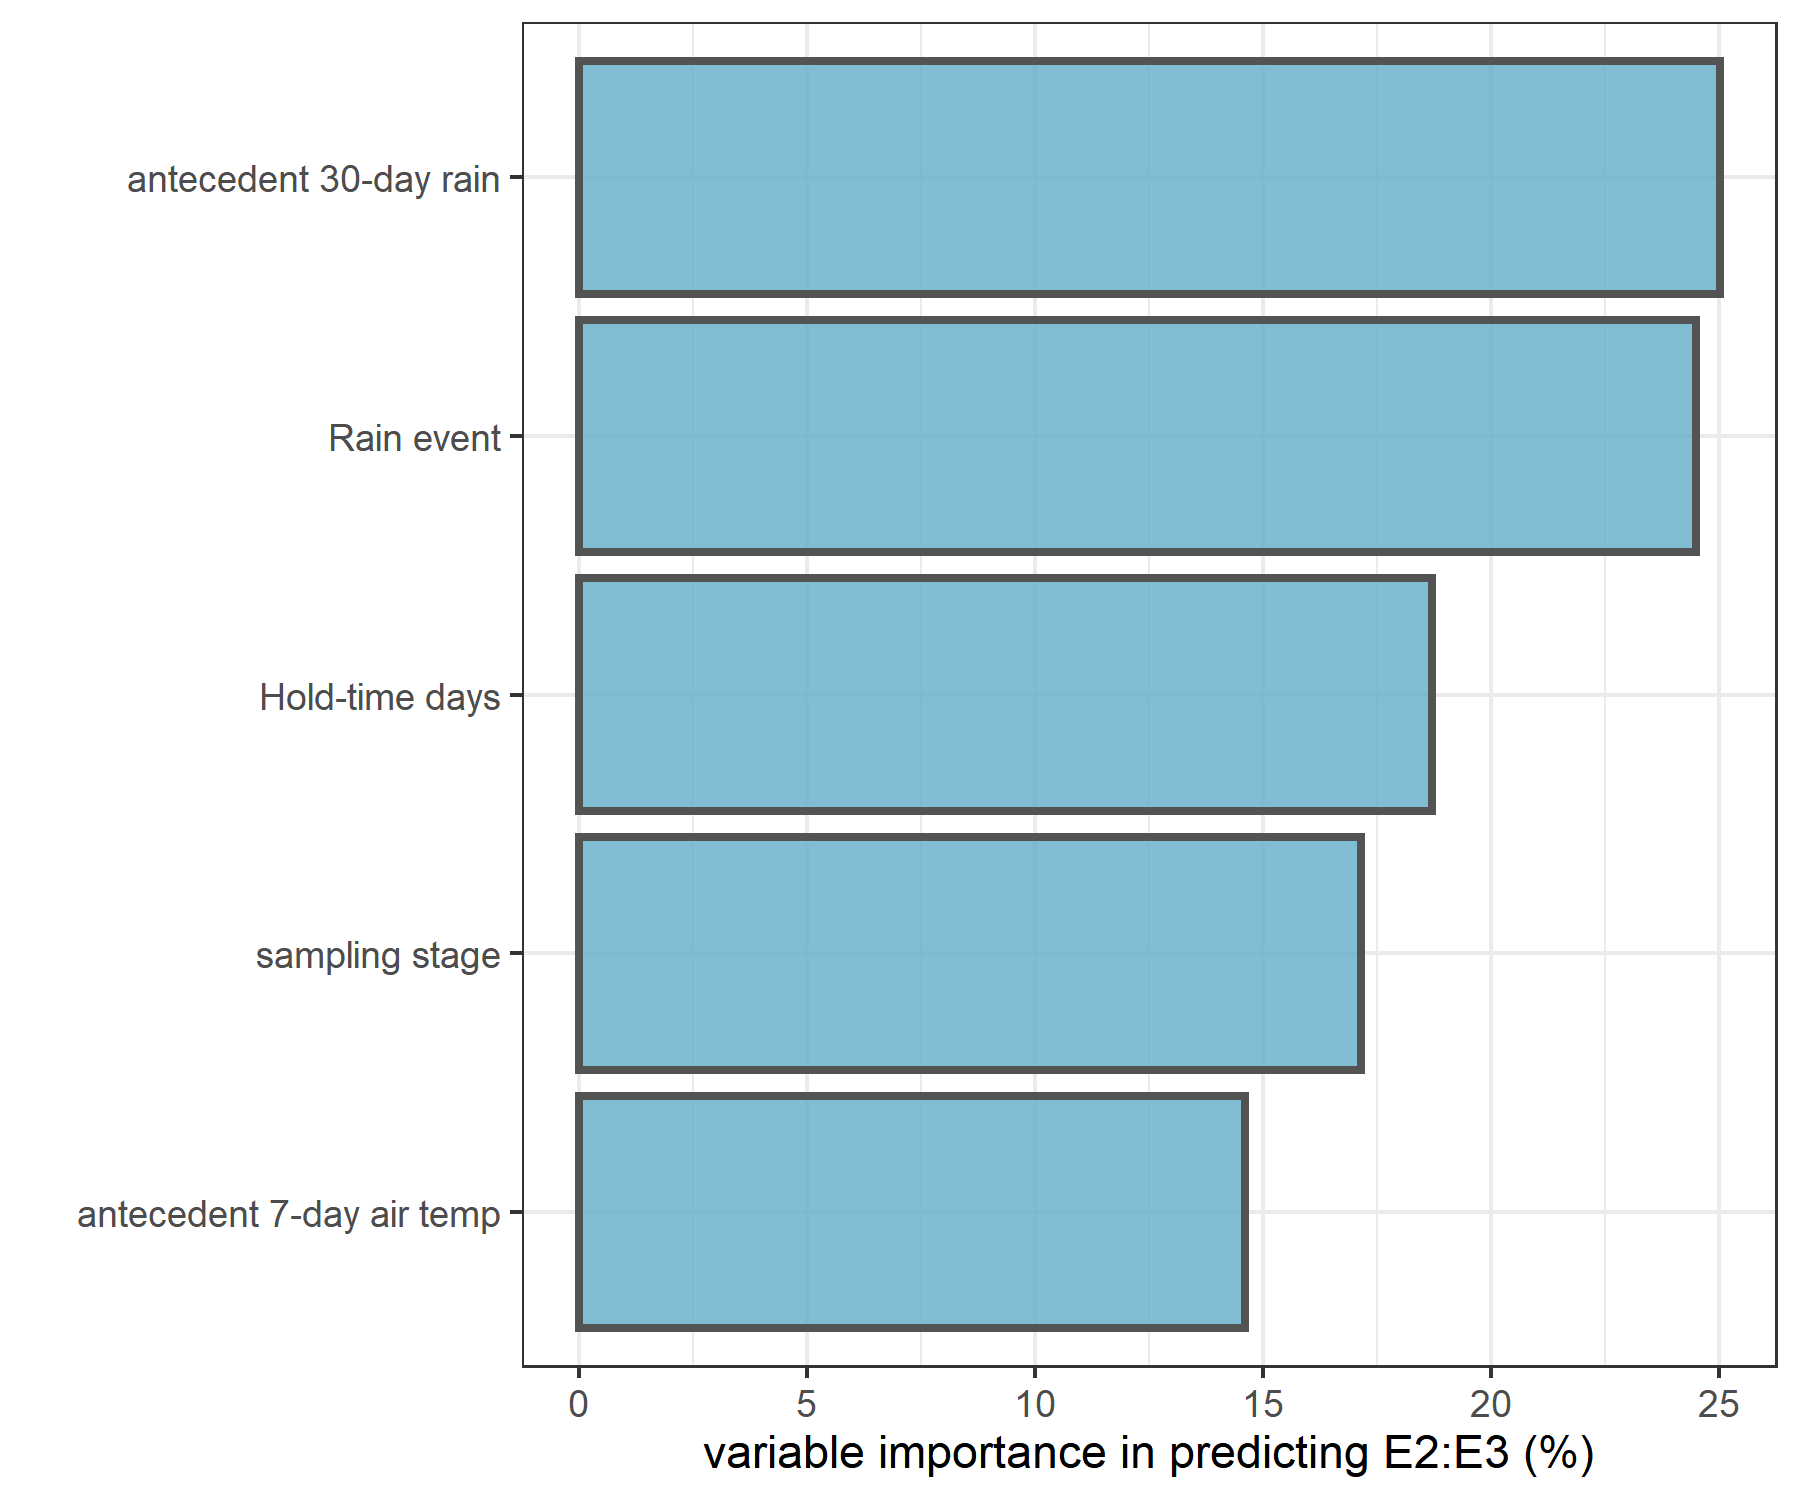 antecedent 30-day rain
Rain event
Hold-time days
sampling stage
antecedent 7-day air temp
0 5 10 15 20 25
variable importance in predicting E2:E3 (%)